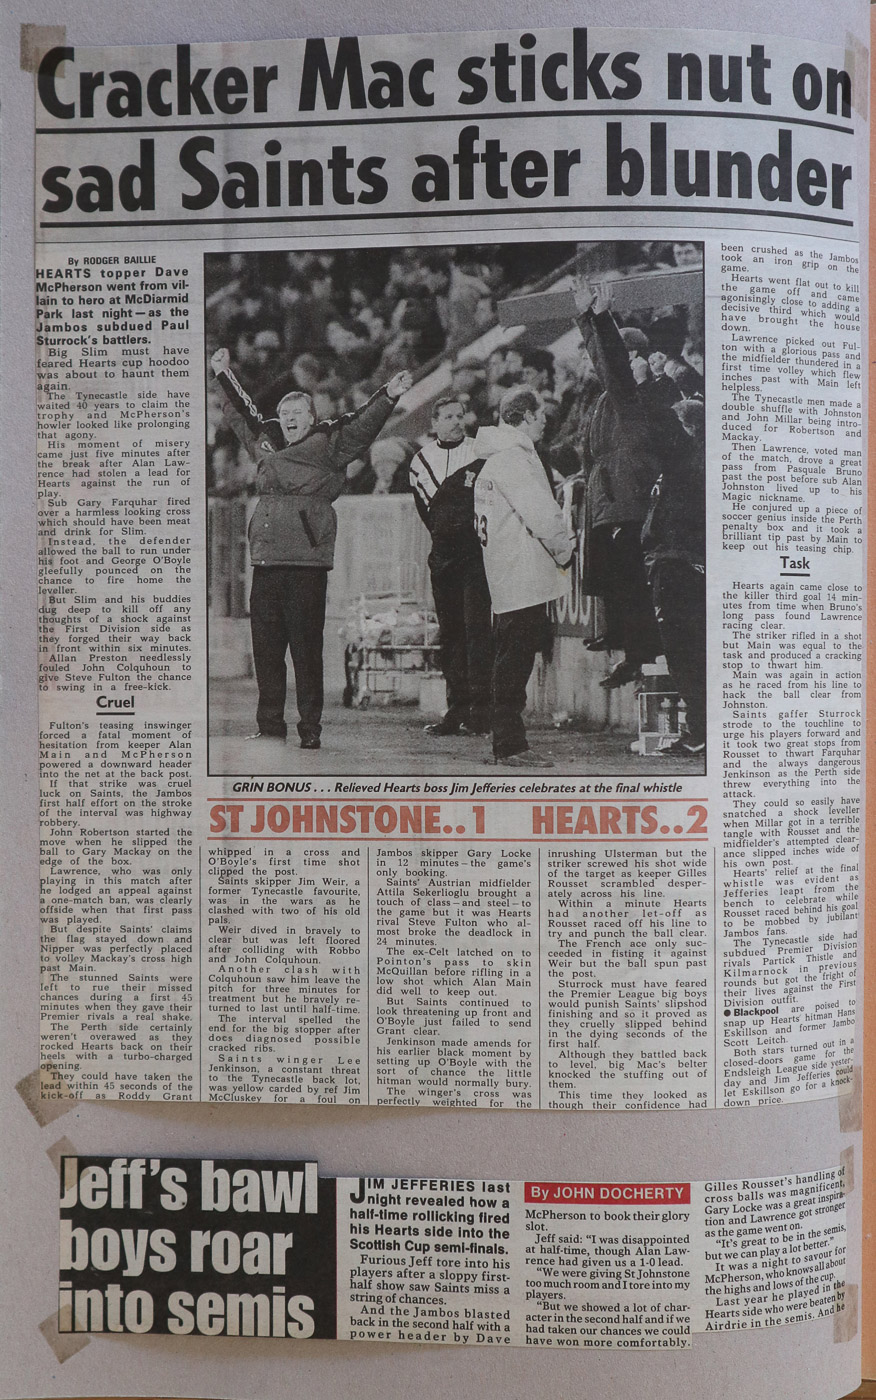 Cracker Mac sticks nut on
sad Saints after blunder
By RODGER BAILLIE
HEARTS topper Dave
McPherson went from vil-
lain to hero at McDiarmid
Park last night — as the
Jambos subdued Paul
Sturrock's battlers.
Big Slim must have
feared Hearts cup hoodoo
was about to haunt them
again.
The Tynecastle side have
waited 40 years to claim the
trophy and McPherson's
howler looked like prolonging
that agony.
His moment of misery
came just five minutes after
the break after Alan Law-
rence had stolen a lead for
Hearts against the run of
play.
Sub Gary Farquhar fired
over a harmless looking cross
which should have been meat
and drink for Slim.
Instead, the defender
allowed the ball to run under
his foot and George O'Boyle
gleefully pounced on the
chance to fire home the
leveller.
But Slim and his buddies
dug deep to kill off any
thoughts of a shock against
the First Division side as
they forged their way back
in front within six minutes.
Allan Preston needlessly
fouled John Colquhoun to
give Steve Fulton the chance
to swing in a free-kick.
Cruel
Fulton's teasing inswinger
forced a fatal moment of
hesitation from keeper Alan
Main and McPherson
powered a downward header
into the net at the back post.
If that strike was cruel
luck on Saints, the Jambos
first half effort on the stroke
of the interval was highway
robbery.
John Robertson started the
move when he slipped the
ball to Gary Mackay on the
edge of the box.
Lawrence, who was only
playing in this match after
he lodged an appeal against
a one-match ban, was clearly
offside when that first pass
was played.
But despite Saints' claims
the flag stayed down and
Nipper was perfectly placed
to volley Mackay's cross high
past Main.
The stunned Saints were
left to rue their missed
chances during a first 45
minutes when they gave their
Premier rivals a real shake.
The Perth side certainly
weren't overawed as they
rocked Hearts back on their
heels with a turbo-charged
opening.
They could have taken the
lead within 45 seconds of the
kick-off as Roddy Grant
GRIN BONUS . . . Relieved Hearts boss Jim Jefferies celebrates at the final whistle
ST JOHNSTONE.. 1 HEARTS..2
whipped in a cross and
O'Boyle's first time shot
clipped the post.
Saints skipper Jim Weir, a
former Tynecastle favourite,
was in the wars as he
clashed with two of his old
pals.
Weir dived in bravely to
clear but was left floored
after colliding with Robbo
and John Colquhoun.
Another clash with
Colquhoun saw him leave the
pitch for three minutes for
treatment but he bravely re-
turned to last until half-time.
The interval spelled the
end for the big stopper after
docs diagnosed possible
cracked ribs.
Saints winger Lee
Jenkinson, a constant threat
to the Tynecastle back lot,
was yellow carded by ref Jim
McCluskey for a foul on
Jambos skipper Gary Locke
in 12 minutes — the game's
only booking.
Saints' Austrian midfielder
Attila Sekerlioglu brought a
touch of class — and steel — to
the game but it was Hearts
rival Steve Fulton who al-
most broke the deadlock in
24 minutes.
The ex-Celt latched on to
Pointon's pass to skin
McQuillan before rifling in a
low shot which Alan Main
did well to keep out.
But Saints continued to
look threatening up front and
O'Boyle just failed to send
Grant clear.
Jenkinson made amends for
his earlier black moment by
setting up O'Boyle with the
sort of chance the little
hitman would normally bury.
The winger's cross was
perfectly weighted for the
inrushing Ulsterman but the
striker screwed his shot wide
of the target as keeper Gilles
Rousset scrambled desper-
ately across his line.
Within a minute Hearts
had another let-off as
Rousset raced off his line to
try and punch the ball clear.
The French ace only suc-
ceeded in fisting it against
Weir but the ball spun past
the post.
Sturrock must have feared
the Premier League big boys
would punish Saints' slipshod
finishing and so it proved as
they cruelly slipped behind
in the dying seconds of the
first half.
Although they battled back
to level, big Mac's belter
knocked the stuffing out of
them.
This time they looked as
though their confidence had
been crushed as the Jambos
took an iron grip on the
game.
Hearts went flat out to kill
the game off and came
agonisingly close to adding a
decisive third which would
have brought the house
down.
Lawrence picked out Ful-
ton with a glorious pass and
the midfielder thundered in a
first time volley which flew
inches past with Main left
helpless.
The Tynecastle men made a
double shuffle with Johnston
and John Millar being intro-
duced for Robertson and
Mackay.
Then Lawrence, voted man
of the match, drove a great
pass from Pasquale Bruno
past the post before sub Alan
Johnston lived up to his
Magic nickname.
He conjured up a piece of
soccer genius inside the Perth
penalty box and it took a
brilliant tip past by Main to
keep out his teasing chip.
Task
Hearts again came close to
the killer third goal 14 min-
utes from time when Bruno's
long pass found Lawrence
racing clear.
The striker rifled in a shot
but Main was equal to the
task and produced a cracking
stop to thwart him.
Main was again in action
as he raced from his line to
hack the ball clear from
Johnston.
Saints gaffer Sturrock
strode to the touchline to
urge his players forward and
it took two great stops from
Rousset to thwart Farquhar
and the always dangerous
Jenkinson as the Perth side
threw everything into the
attack.
They could so easily have
snatched a shock leveller
when Millar got in a terrible
tangle with Rousset and the
midfielder's attempted clear-
ance slipped inches wide of
his own post.
Hearts' relief at the final
whistle was evident as
Jefferies leapt from the
bench to celebrate while
Rousset raced behind his goal
to be mobbed by jubilant
Jambos fans.
The Tynecastle side had
subdued Premier Division
rivals Partick Thistle and
Kilmarnock in previous
rounds but got the fright of
their lives against the First
Division outfit.
● Blackpool are poised to
snap up Hearts' hitman Hans
Eskillson and former Jambo
Scott Leitch.
Both stars turned out in a
closed-doors game for the
Endsleigh League side yester-
day and Jim Jefferies could
let Eskillson go for a knock-
down price.
Jeff's bawl
boys roar
into semis
JIM JEFFERIES last
night revealed how a
half-time rollicking fired
his Hearts side into the
Scottish Cup semi-finals.
Furious Jeff tore into his
players after a sloppy first-
half show saw Saints miss a
string of chances.
And the Jambos blasted
back in the second half with a
power header by Dave
By JOHN DOCHERTY
McPherson to book their glory
slot.
Jeff said: "I was disappointed
at half-time, though Alan Law-
rence had given us a 1-0 lead.
"We were giving St Johnstone
too much room and I tore into my
players.
"But we showed a lot of char-
acter in the second half and if we
had taken our chances we could
have won more comfortably.
Gilles Rousset's handling of
cross balls was magnificent,
Gary Locke was a great inspira-
tion and Lawrence got stronger
as the game went on.
"It's great to be in the semis,
but we can play a lot better."
It was a night to savour for
McPherson, who knows all about
the highs and lows of the cup.
Last year he played in the
Hearts side who were beaten by
Airdrie in the semis. And he